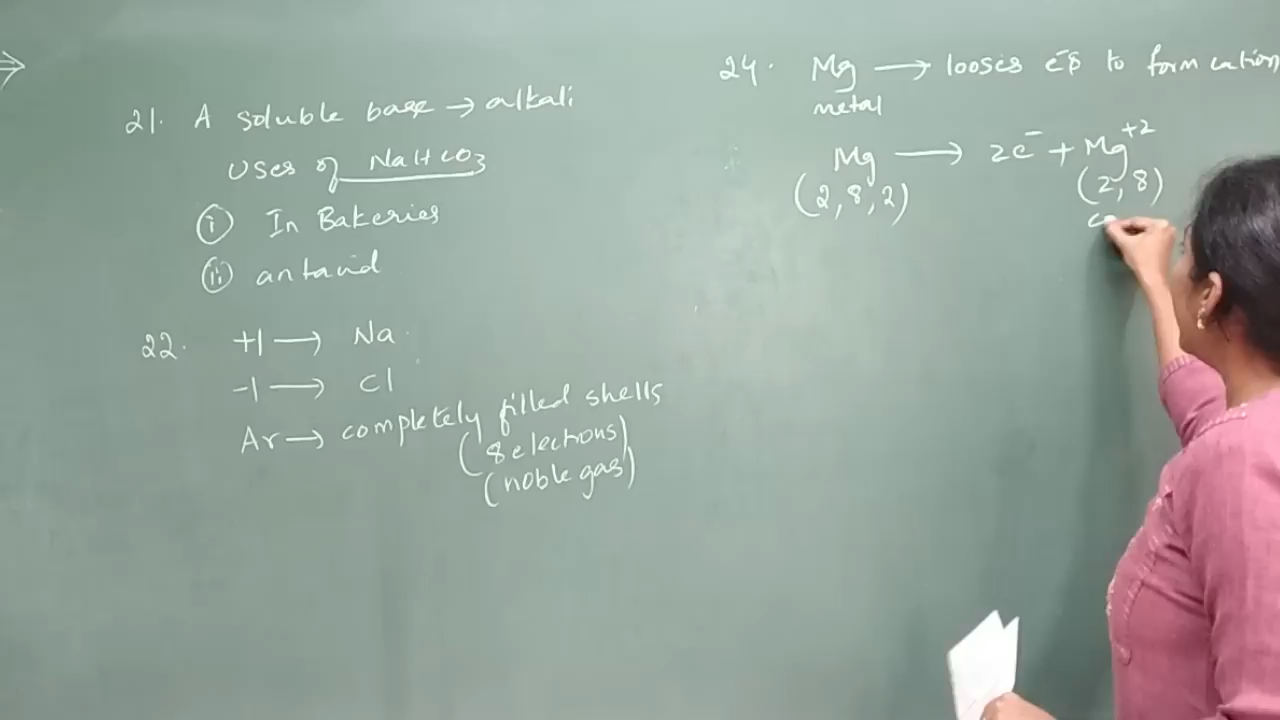 21. A soluble base → alkali
Uses of NaHCO3
(i) In Bakeries
(ii) antacid
22. +1 → Na.
-1 → Cl
Ar → completely filled shells
(8 electrons)
(noble gas)
24. Mg → looses e-s to form cation
metal
Mg → 2e- + Mg+2
(2,8,2) (2,8)